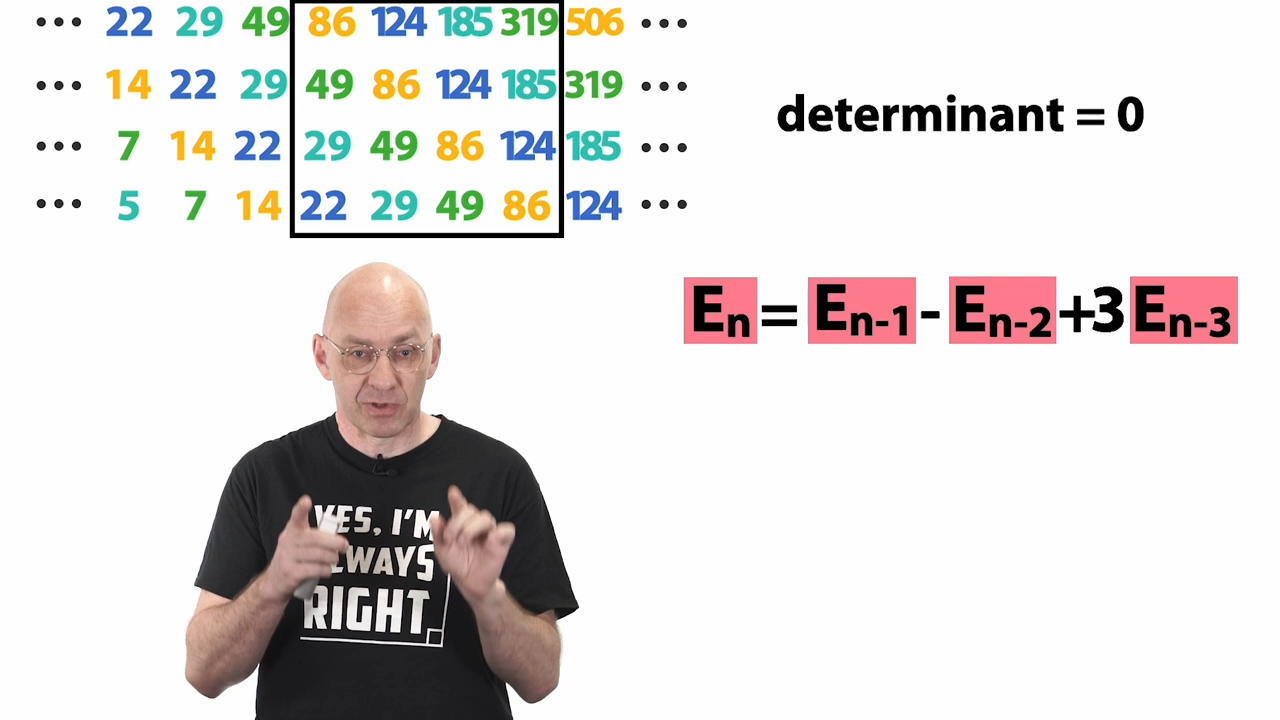 ... 22 29 49 86 124 185 319 506 ...
... 14 22 29 49 86 124 185 319 ...
... 7 14 22 29 49 86 124 185 ...
... 5 7 14 22 29 49 86 124 ...
determinant = 0
En = En-1 - En-2 + 3 En-3
YES, I'M
ALWAYS
RIGHT